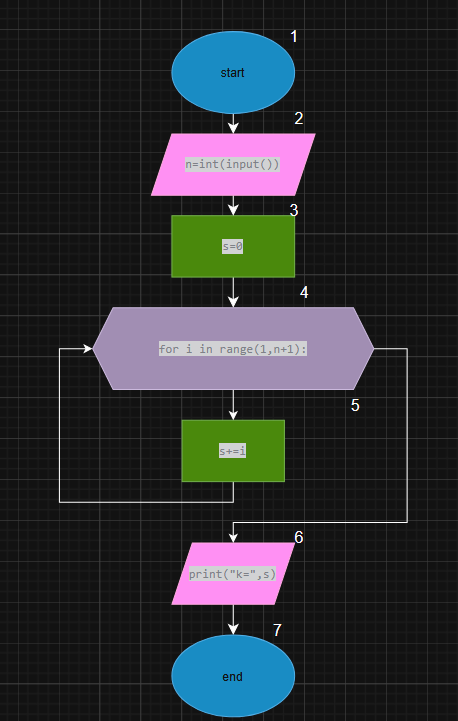 1
start
2
n=int(input())
3
s=0
4
for i in range(1,n+1):
5
s+=i
6
print("k=",s)
7
end